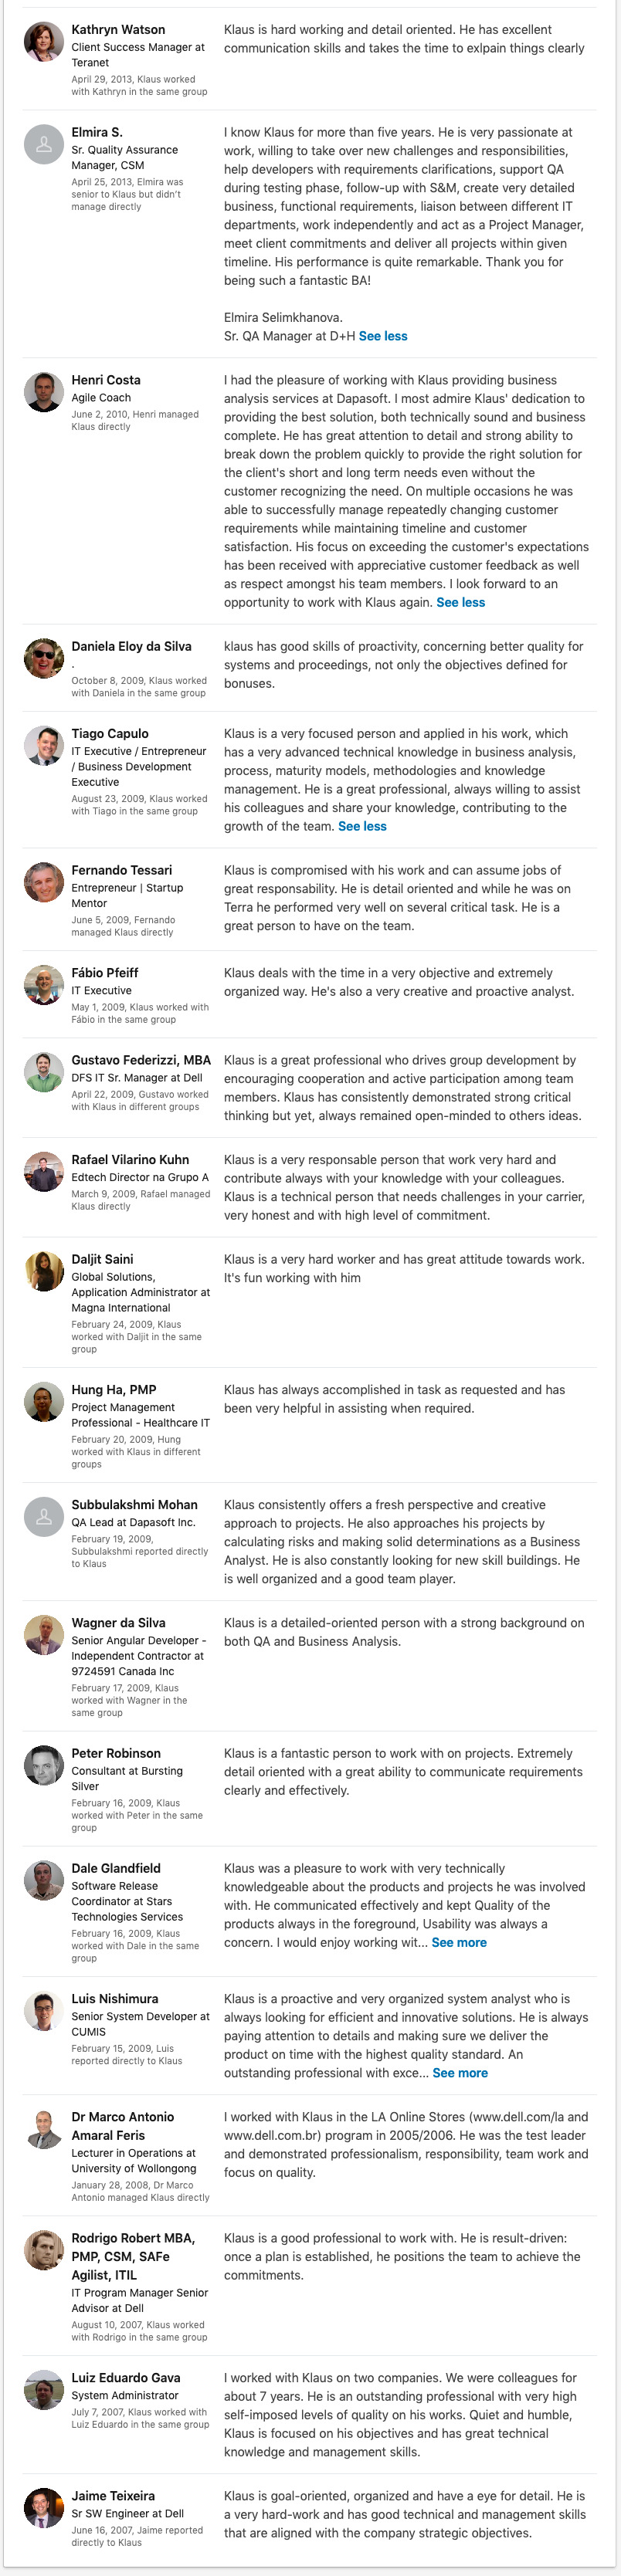 Kathryn Watson
Client Success Manager at
Teranet
April 29, 2013, Klaus worked
with Kathryn in the same group
Klaus is hard working and detail oriented. He has excellent
communication skills and takes the time to exlpain things clearly
Elmira S.
Sr. Quality Assurance
Manager, CSM
April 25, 2013, Elmira was
senior to Klaus but didn't
manage directly
I know Klaus for more than five years. He is very passionate at
work, willing to take over new challenges and responsibilities,
help developers with requirements clarifications, support QA
during testing phase, follow-up with S&M, create very detailed
business, functional requirements, liaison between different IT
departments, work independently and act as a Project Manager,
meet client commitments and deliver all projects within given
timeline. His performance is quite remarkable. Thank you for
being such a fantastic BA!
Elmira Selimkhanova.
Sr. QA Manager at D+H See less
Henri Costa
Agile Coach
June 2, 2010, Henri managed
Klaus directly
I had the pleasure of working with Klaus providing business
analysis services at Dapasoft. I most admire Klaus' dedication to
providing the best solution, both technically sound and business
complete. He has great attention to detail and strong ability to
break down the problem quickly to provide the right solution for
the client's short and long term needs even without the
customer recognizing the need. On multiple occasions he was
able to successfully manage repeatedly changing customer
requirements while maintaining timeline and customer
satisfaction. His focus on exceeding the customer's expectations
has been received with appreciative customer feedback as well
as respect amongst his team members. I look forward to an
opportunity to work with Klaus again. See less
Daniela Eloy da Silva
.
October 8, 2009, Klaus worked
with Daniela in the same group
klaus has good skills of proactivity, concerning better quality for
systems and proceedings, not only the objectives defined for
bonuses.
Tiago Capulo
IT Executive / Entrepreneur
/ Business Development
Executive
August 23, 2009, Klaus worked
with Tiago in the same group
Klaus is a very focused person and applied in his work, which
has a very advanced technical knowledge in business analysis,
process, maturity models, methodologies and knowledge
management. He is a great professional, always willing to assist
his colleagues and share your knowledge, contributing to the
growth of the team. See less
Fernando Tessari
Entrepreneur | Startup
Mentor
June 5, 2009, Fernando
managed Klaus directly
Klaus is compromised with his work and can assume jobs of
great responsability. He is detail oriented and while he was on
Terra he performed very well on several critical task. He is a
great person to have on the team.
Fábio Pfeiff
IT Executive
May 1, 2009, Klaus worked with
Fábio in the same group
Klaus deals with the time in a very objective and extremely
organized way. He's also a very creative and proactive analyst.
Gustavo Federizzi, MBA
DFS IT Sr. Manager at Dell
April 22, 2009, Gustavo worked
with Klaus in different groups
Klaus is a great professional who drives group development by
encouraging cooperation and active participation among team
members. Klaus has consistently demonstrated strong critical
thinking but yet, always remained open-minded to others ideas.
Rafael Vilarino Kuhn
Edtech Director na Grupo A
March 9, 2009, Rafael managed
Klaus directly
Klaus is a very responsable person that work very hard and
contribute always with your knowledge with your colleagues.
Klaus is a technical person that needs challenges in your carrier,
very honest and with high level of commitment.
Daljit Saini
Global Solutions,
Application Administrator at
Magna International
February 24, 2009, Klaus
worked with Daljit in the same
group
Klaus is a very hard worker and has great attitude towards work.
It's fun working with him
Hung Ha, PMP
Project Management
Professional - Healthcare IT
February 20, 2009, Hung
worked with Klaus in different
groups
Klaus has always accomplished in task as requested and has
been very helpful in assisting when required.
Subbulakshmi Mohan
QA Lead at Dapasoft Inc.
February 19, 2009,
Subbulakshmi reported directly
to Klaus
Klaus consistently offers a fresh perspective and creative
approach to projects. He also approaches his projects by
calculating risks and making solid determinations as a Business
Analyst. He is also constantly looking for new skill buildings. He
is well organized and a good team player.
Wagner da Silva
Senior Angular Developer -
Independent Contractor at
9724591 Canada Inc
February 17, 2009, Klaus
worked with Wagner in the
same group
Klaus is a detailed-oriented person with a strong background on
both QA and Business Analysis.
Peter Robinson
Consultant at Bursting
Silver
February 16, 2009, Klaus
worked with Peter in the same
group
Klaus is a fantastic person to work with on projects. Extremely
detail oriented with a great ability to communicate requirements
clearly and effectively.
Dale Glandfield
Software Release
Coordinator at Stars
Technologies Services
February 16, 2009, Klaus
worked with Dale in the same
group
Klaus was a pleasure to work with very technically
knowledgeable about the products and projects he was involved
with. He communicated effectively and kept Quality of the
products always in the foreground, Usability was always a
concern. I would enjoy working wit... See more
Luis Nishimura
Senior System Developer at
CUMIS
February 15, 2009, Luis
reported directly to Klaus
Klaus is a proactive and very organized system analyst who is
always looking for efficient and innovative solutions. He is always
paying attention to details and making sure we deliver the
product on time with the highest quality standard. An
outstanding professional with exce... See more
Dr Marco Antonio
Amaral Feris
Lecturer in Operations at
University of Wollongong
January 28, 2008, Dr Marco
Antonio managed Klaus directly
I worked with Klaus in the LA Online Stores (www.dell.com/la and
www.dell.com.br) program in 2005/2006. He was the test leader
and demonstrated professionalism, responsibility, team work and
focus on quality.
Rodrigo Robert MBA,
PMP, CSM, SAFe
Agilist, ITIL
IT Program Manager Senior
Advisor at Dell
August 10, 2007, Klaus worked
with Rodrigo in the same group
Klaus is a good professional to work with. He is result-driven:
once a plan is established, he positions the team to achieve the
commitments.
Luiz Eduardo Gava
System Administrator
July 7, 2007, Klaus worked with
Luiz Eduardo in the same group
I worked with Klaus on two companies. We were colleagues for
about 7 years. He is an outstanding professional with very high
self-imposed levels of quality on his works. Quiet and humble,
Klaus is focused on his objectives and has great technical
knowledge and management skills.
Jaime Teixeira
Sr SW Engineer at Dell
June 16, 2007, Jaime reported
directly to Klaus
Klaus is goal-oriented, organized and have a eye for detail. He is
a very hard-work and has good technical and management skills
that are aligned with the company strategic objectives.